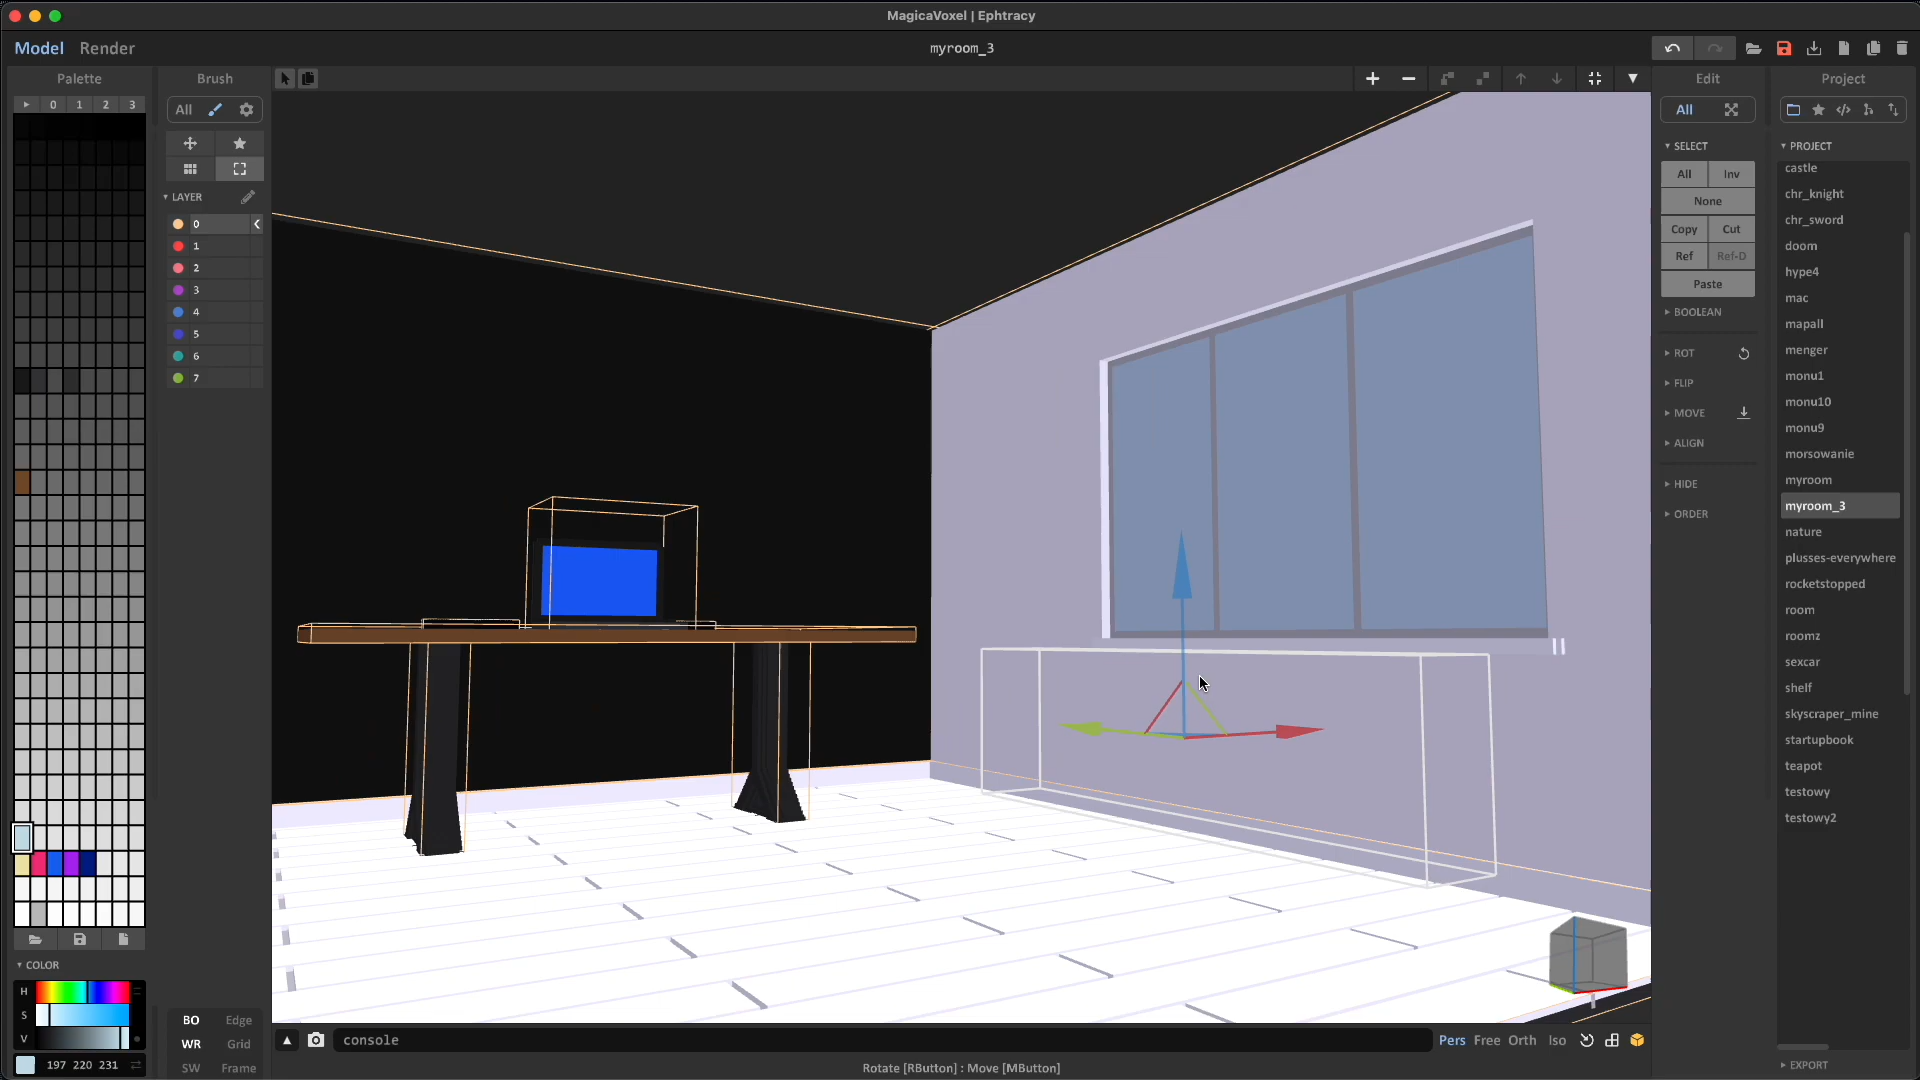 MagicaVoxel | Ephtracy
Model Render
myroom_3
Palette
Brush
Edit
Project
0 1 2 3
All
All
SELECT
PROJECT
LAYER
0
1
2
3
4
5
6
7
All Inv
None
Copy Cut
Ref Ref-D
Paste
BOOLEAN
ROT
FLIP
MOVE
ALIGN
HIDE
ORDER
castle
chr_knight
chr_sword
doom
hype4
mac
mapall
menger
monu1
monu10
monu9
morsowanie
myroom
myroom_3
nature
plusses-everywhere
rocketstopped
room
roomz
sexcar
shelf
skyscraper_mine
startupbook
teapot
testowy
testowy2
COLOR
H
S
V
197 220 231
BO Edge
WR Grid
SW Frame
console
Pers Free Orth Iso
Rotate [RButton] : Move [MButton]
EXPORT